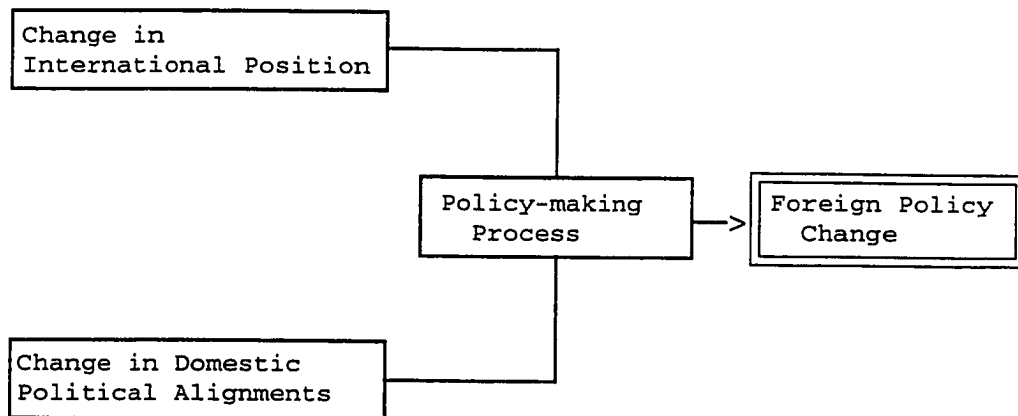 Change in
International Position
Policy-making
Process
Foreign Policy
Change
Change in Domestic
Political Alignments